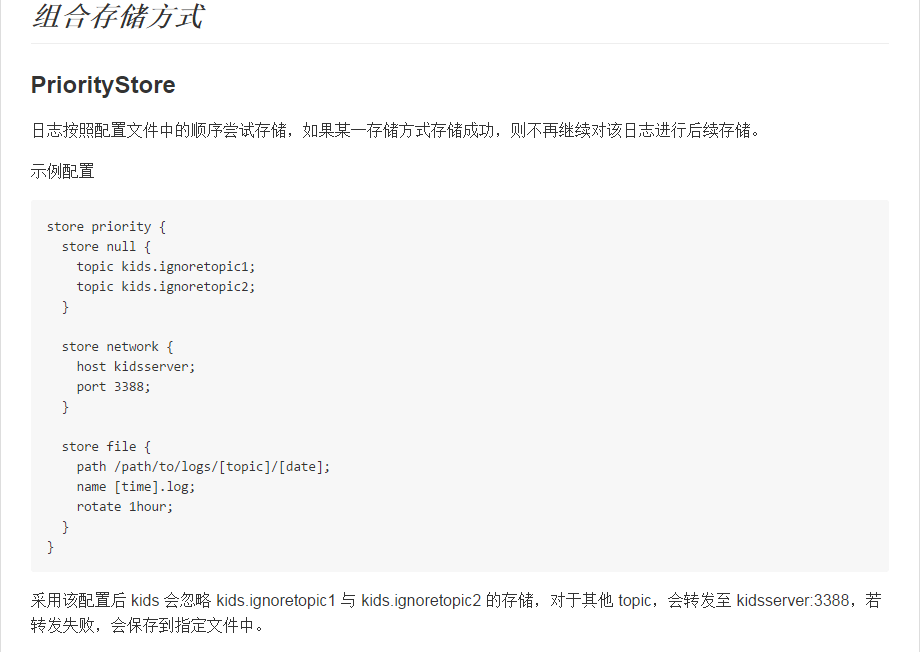 组合存储方式
PriorityStore
日志按照配置文件中的顺序尝试存储，如果某一存储方式存储成功，则不再继续对该日志进行后续存储。
示例配置
store priority {
  store null {
    topic kids.ignoretopic1;
    topic kids.ignoretopic2;
  }
  store network {
    host kidsserver;
    port 3388;
  }
  store file {
    path /path/to/logs/[topic]/[date];
    name [time].log;
    rotate 1hour;
  }
}
采用该配置后 kids 会忽略 kids.ignoretopic1 与 kids.ignoretopic2 的存储，对于其他 topic，会转发至 kidsserver:3388，若
转发失败，会保存到指定文件中。